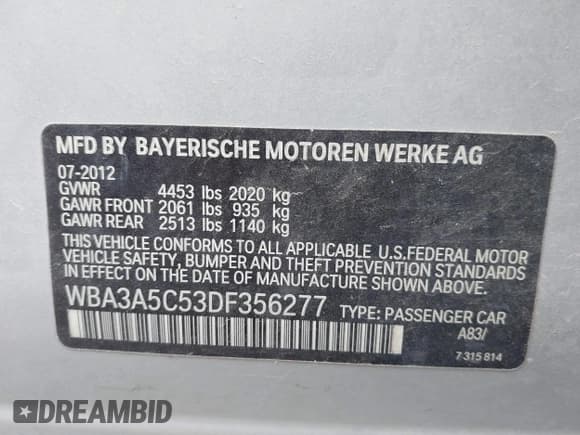 MFD BY BAYERISCHE MOTOREN WERKE AG
07-2012
GVWR 4453 lbs 2020 kg
GAWR FRONT 2061 lbs 935 kg
GAWR REAR 2513 lbs 1140 kg
THIS VEHICLE CONFORMS TO ALL APPLICABLE U.S.FEDERAL MOTOR
VEHICLE SAFETY, BUMPER AND THEFT PREVENTION STANDARDS
IN EFFECT ON THE DATE OF MANUFACTURE SHOWN ABOVE.
WBA3A5C53DF356277 TYPE: PASSENGER CAR
A83/
7 315 814
DREAMBID